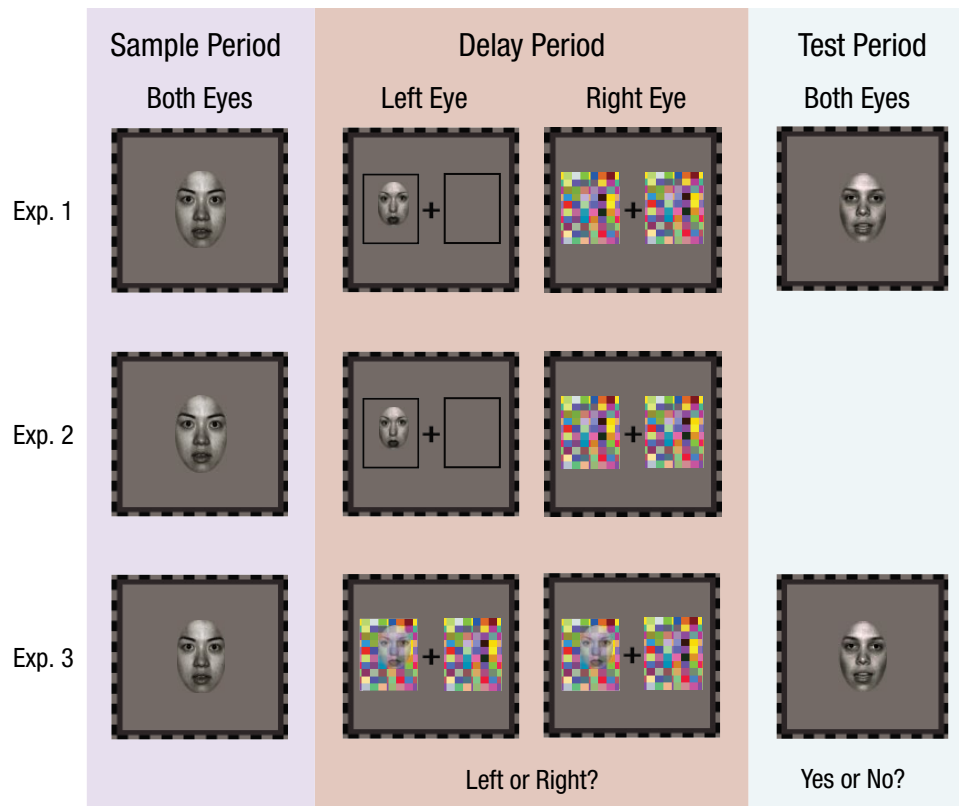 Sample Period
Delay Period
Test Period
Both Eyes
Left Eye
Right Eye
Both Eyes
Exp. 1
Exp. 2
Exp. 3
Left or Right?
Yes or No?